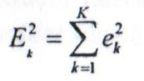 $E_k^2 = \sum_{k=1}^{K} e_k^2$